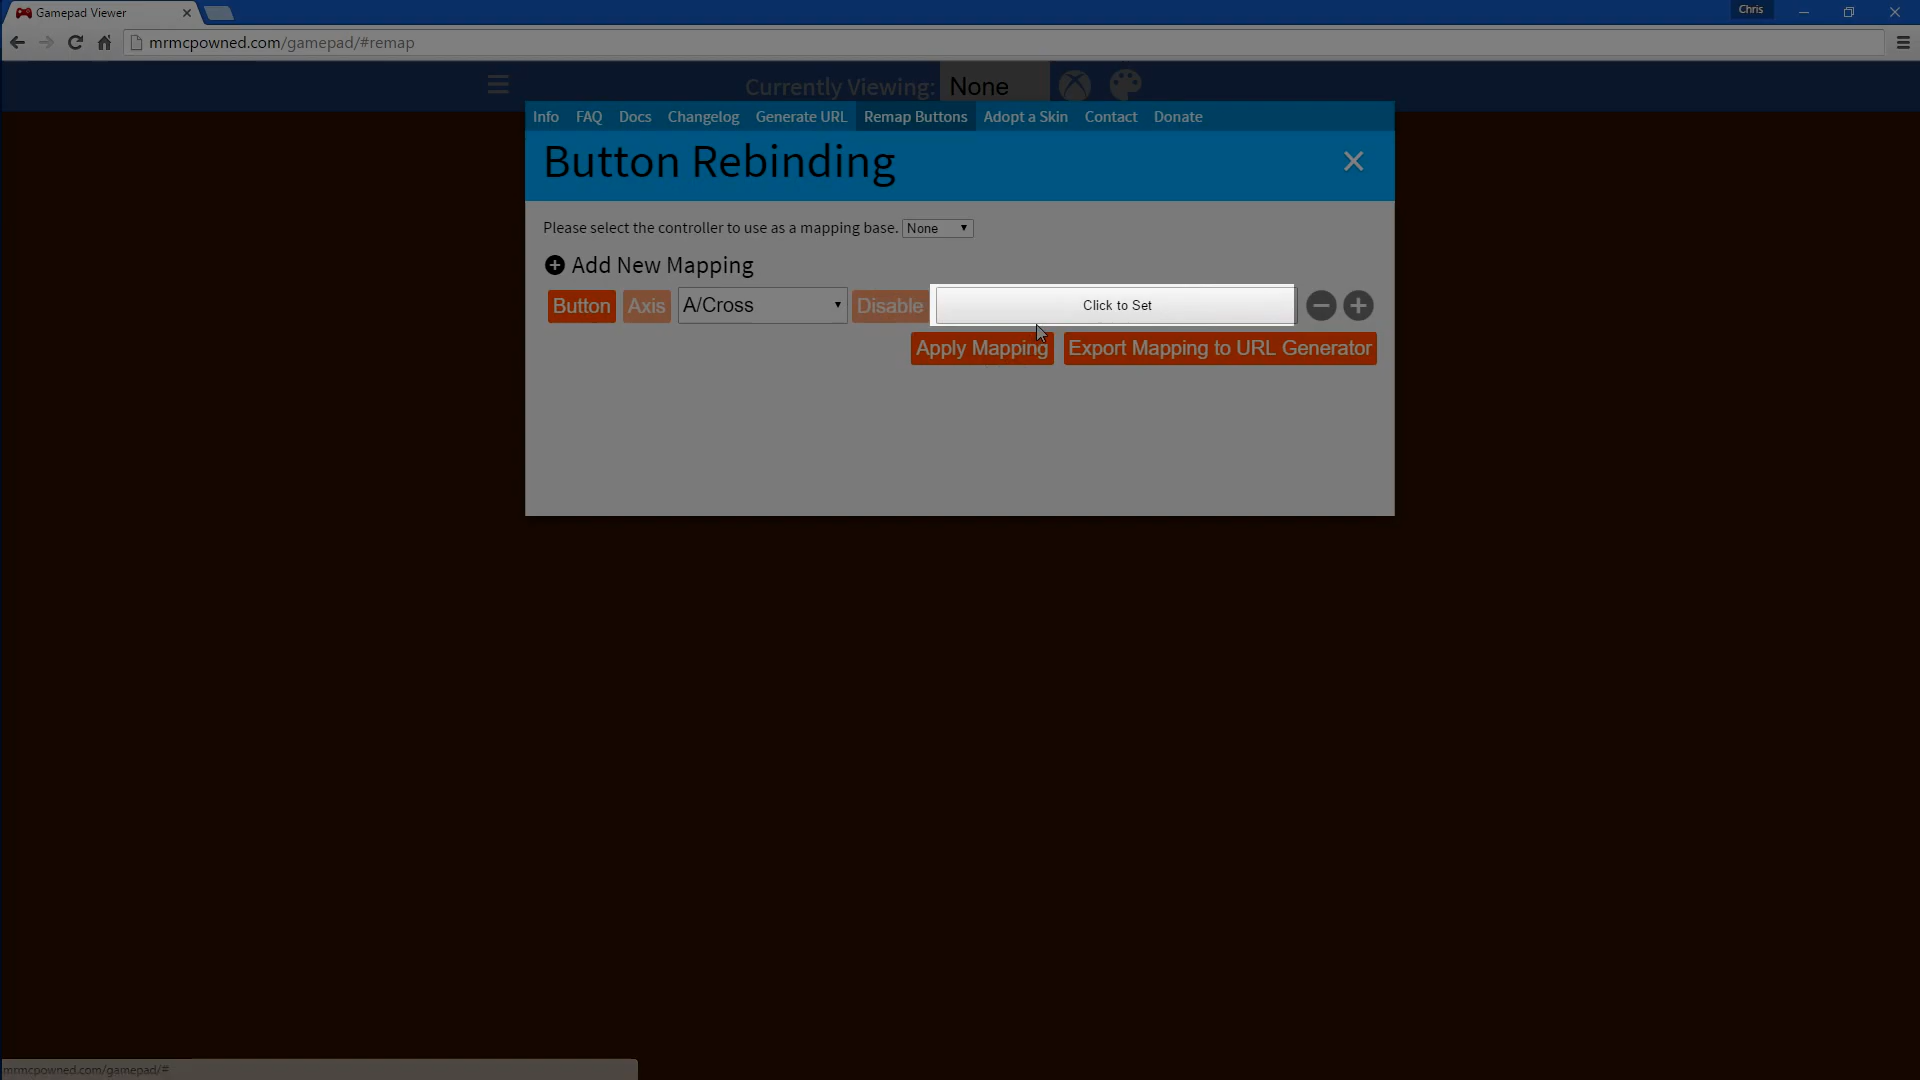 Gamepad Viewer
Chris
mrmcpowned.com/gamepad/#remap
Currently Viewing: None
Info FAQ Docs Changelog Generate URL Remap Buttons Adopt a Skin Contact Donate
Button Rebinding
Please select the controller to use as a mapping base. None
Add New Mapping
Button Axis A/Cross Disable Click to Set
Apply Mapping Export Mapping to URL Generator
mrmcpowned.com/gamepad/#